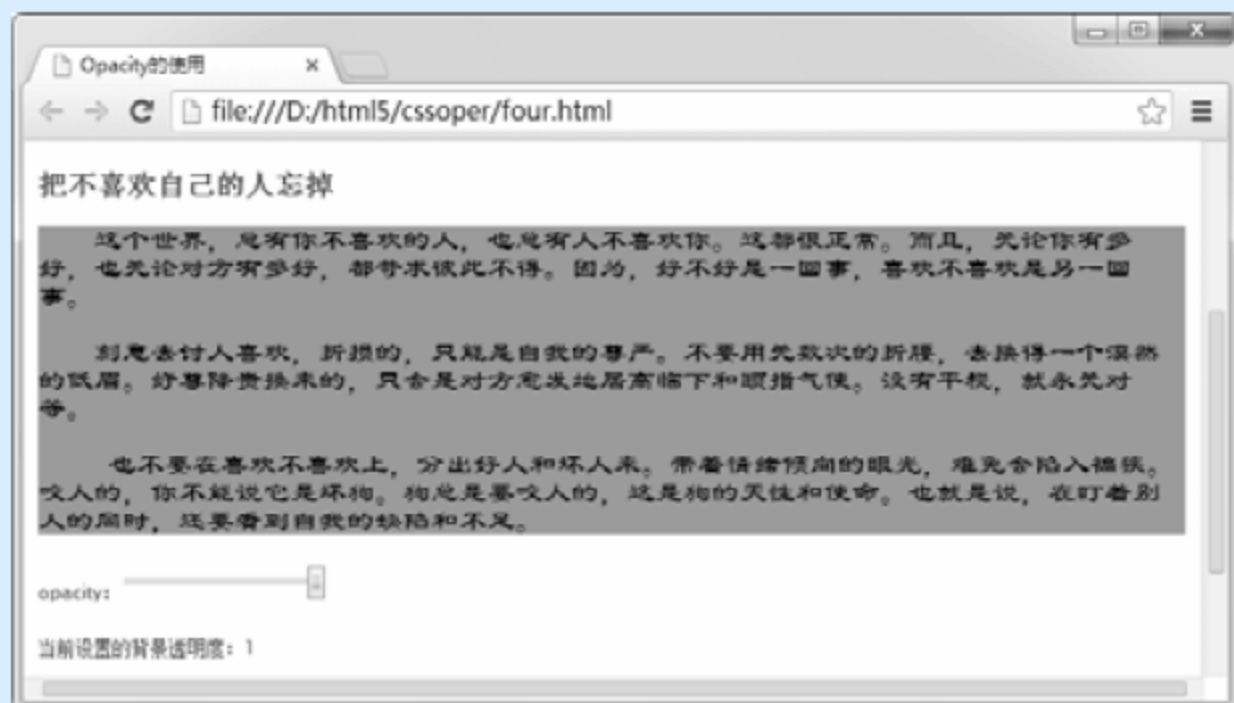 Opacity的使用
file:///D:/html5/cssoper/four.html
把不喜欢自己的人忘掉
这个世界，总有你不喜欢的人，也总有人不喜欢你。这都很正常。而且，无论你有多
好，也无论对方有多好，都苛求彼此不得。因为，好不好是一回事，喜欢不喜欢是另一回
事。
刻意去讨人喜欢，折损的，只能是自我的尊严。不要用无数次的折腰，去换得一个漠然
的低眉。纡尊降贵换来的，只会是对方愈发地居高临下和颐指气使。没有平视，就永无对
等。
也不要在喜欢不喜欢上，分出好人和坏人来。带着情绪倾向的眼光，难免会陷入褊狭。
咬人的，你不能说它是坏狗。狗总是要咬人的，这是狗的天性和使命。也就是说，在盯着别
人的同时，还要看到自我的缺陷和不足。
opacity：
当前设置的背景透明度：1